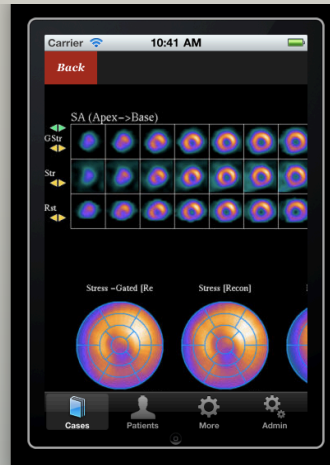 Carrier 10:41 AM
Back
SA (Apex->Base)
GStr
Str
Rst
Stress -Gated [Re
Stress [Recon]
Cases Patients More Admin